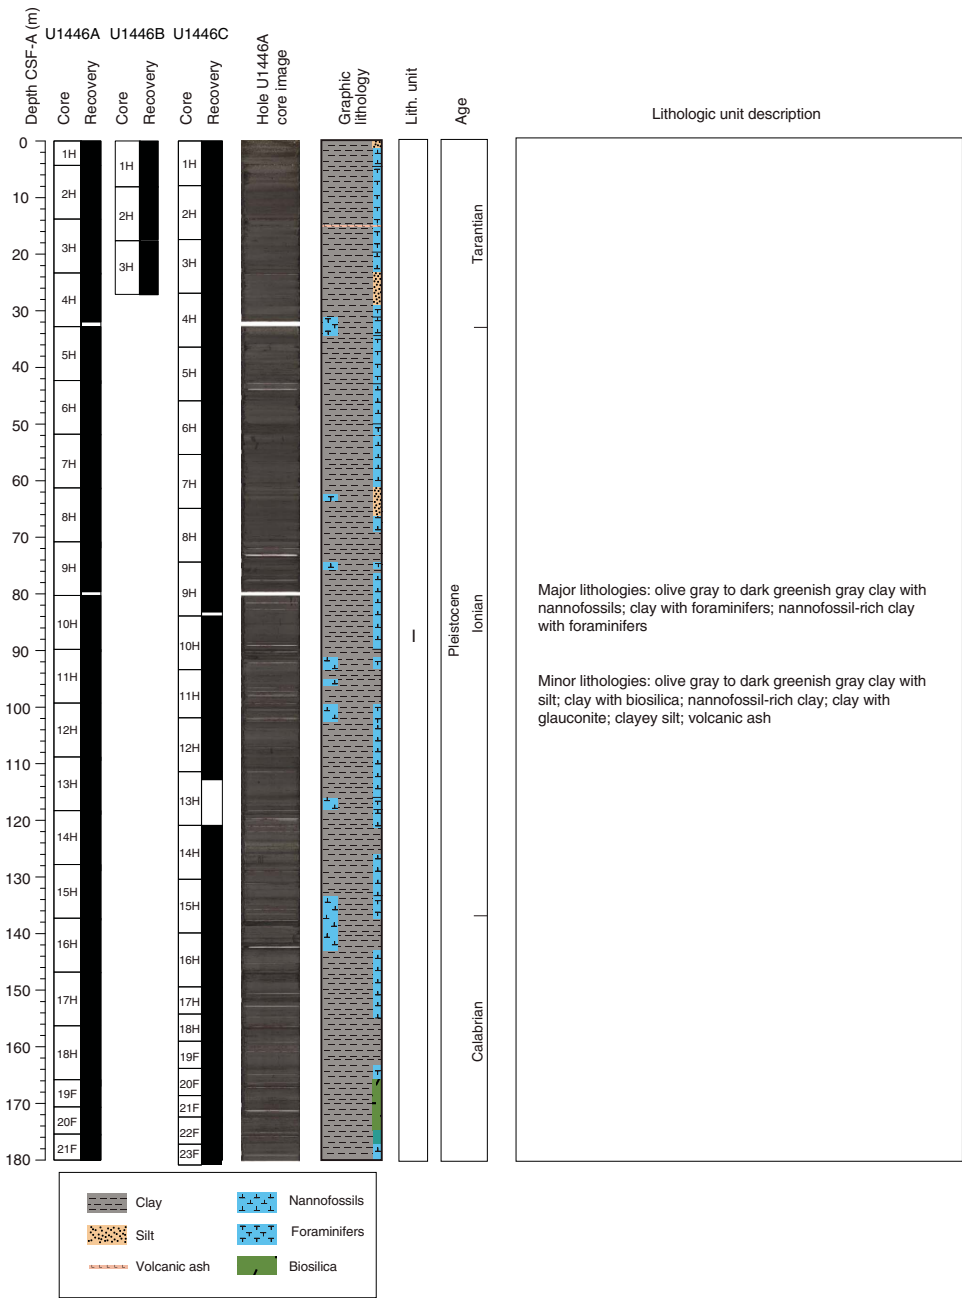 U1446A U1446B U1446C
Depth CSF-A (m)
Core
Recovery
Core
Recovery
Core
Recovery
Hole U1446A
core image
Graphic
lithology
Lith. unit
Age
Lithologic unit description
0
10
20
30
40
50
60
70
80
90
100
110
120
130
140
150
160
170
180
1H
2H
3H
4H
5H
6H
7H
8H
9H
10H
11H
12H
13H
14H
15H
16H
17H
18H
19F
20F
21F
1H
2H
3H
1H
2H
3H
4H
5H
6H
7H
8H
9H
10H
11H
12H
13H
14H
15H
16H
17H
18H
19F
20F
21F
22F
23F
I
Pleistocene
Tarantian
Ionian
Calabrian
Major lithologies: olive gray to dark greenish gray clay with
nannofossils; clay with foraminifers; nannofossil-rich clay
with foraminifers
Minor lithologies: olive gray to dark greenish gray clay with
silt; clay with biosilica; nannofossil-rich clay; clay with
glauconite; clayey silt; volcanic ash
Clay
Silt
Volcanic ash
Nannofossils
Foraminifers
Biosilica